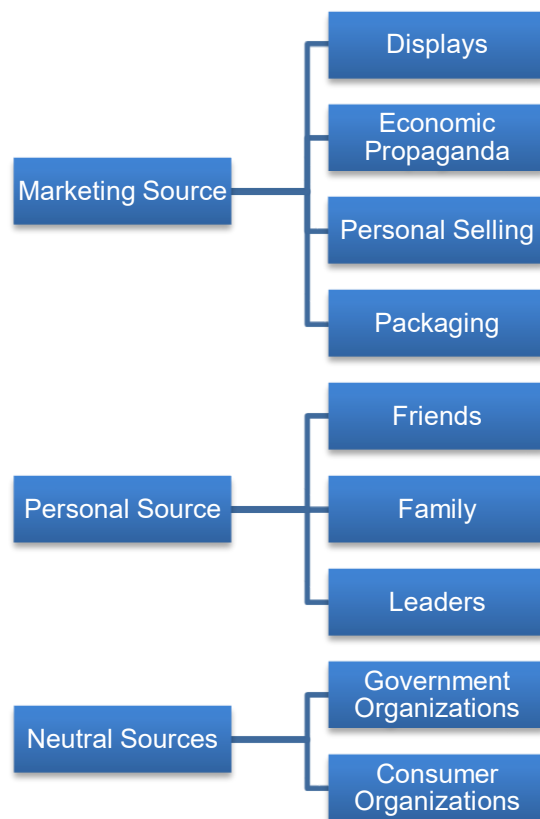 Marketing Source
Displays
Economic
Propaganda
Personal Selling
Packaging
Personal Source
Friends
Family
Leaders
Neutral Sources
Government
Organizations
Consumer
Organizations